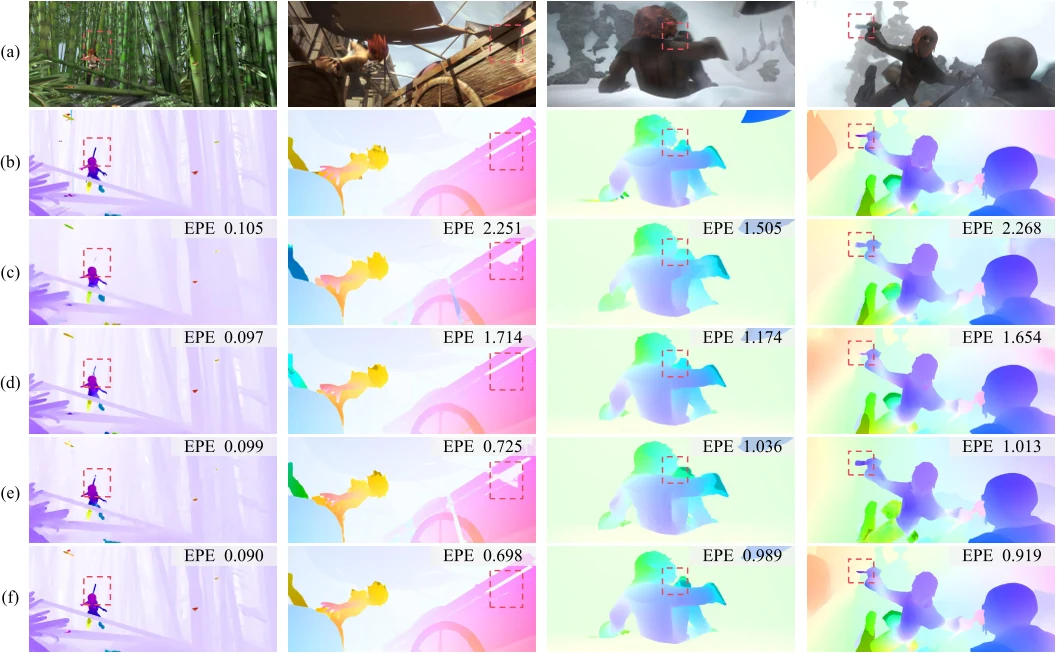 (a)
(b)
(c) EPE 0.105 EPE 2.251 EPE 1.505 EPE 2.268
(d) EPE 0.097 EPE 1.714 EPE 1.174 EPE 1.654
(e) EPE 0.099 EPE 0.725 EPE 1.036 EPE 1.013
(f) EPE 0.090 EPE 0.698 EPE 0.989 EPE 0.919